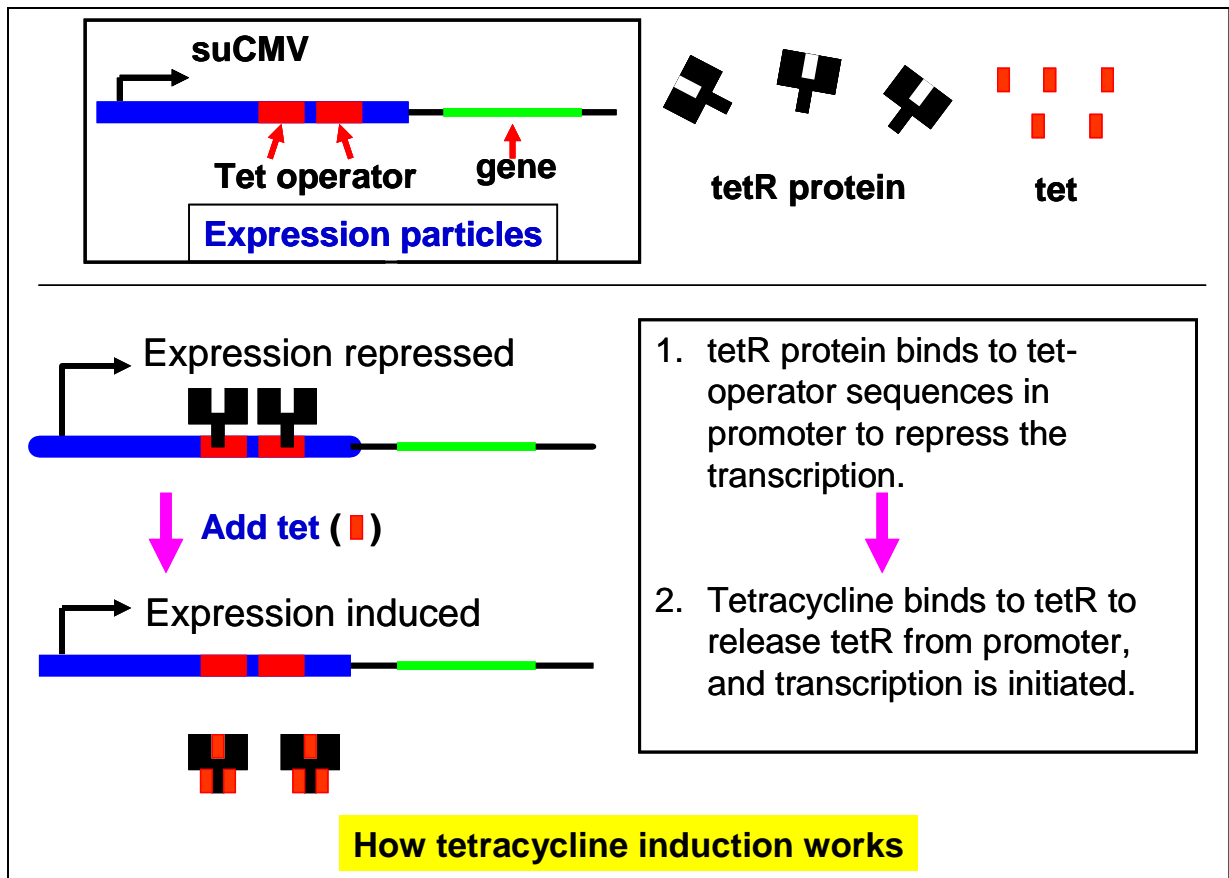 suCMV
Tet operator
gene
Expression particles
tetR protein
tet
Expression repressed
Add tet ( )
Expression induced
1. tetR protein binds to tet-
operator sequences in
promoter to repress the
transcription.
2. Tetracycline binds to tetR to
release tetR from promoter,
and transcription is initiated.
How tetracycline induction works